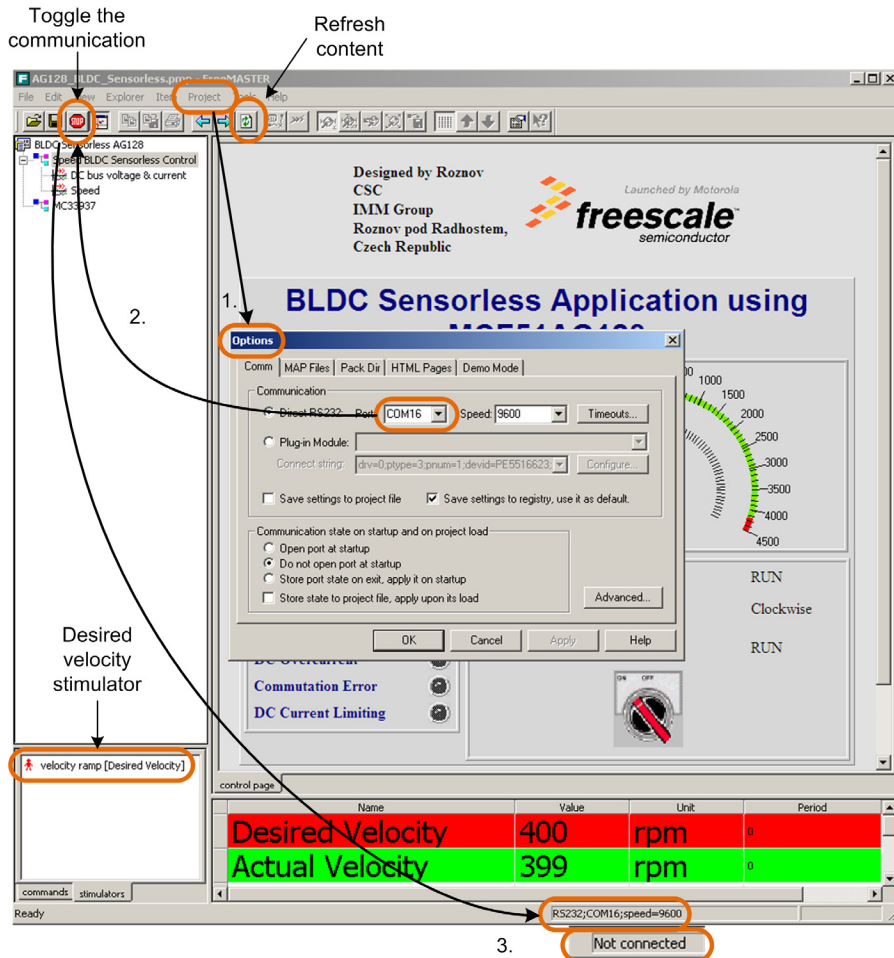 Toggle the
communication
Refresh
content
AG128_BLDC_Sensorless.pmp - FreeMASTER
File Edit View Explorer Item Project Tools Help
STOP
BLDC Sensorless AG128
Speed BLDC Sensorless Control
DC bus voltage & current
Speed
MC33937
Designed by Roznov
CSC
IMM Group
Roznov pod Radhostem,
Czech Republic
Launched by Motorola
freescale™
semiconductor
BLDC Sensorless Application using
1.
2.
Options
Comm MAP Files Pack Dir HTML Pages Demo Mode
Communication
Direct RS232: Port: COM16 Speed: 9600 Timeouts...
Plug-in Module:
Connect string: drv=0;ptype=3;pnum=1;devid=PE5516623; Configure...
Save settings to project file Save settings to registry, use it as default.
Communication state on startup and on project load
Open port at startup
Do not open port at startup
Store port state on exit, apply it on startup
Store state to project file, apply upon its load
Advanced...
OK Cancel Apply Help
1000
1500
2000
2500
3000
3500
4000
4500
RUN
Clockwise
RUN
DC Overcurrent
Commutation Error
DC Current Limiting
ON OFF
Desired
velocity
stimulator
velocity ramp [Desired Velocity]
commands stimulators
control page
Name Value Unit Period
Desired Velocity 400 rpm 0
Actual Velocity 399 rpm 0
Ready
RS232;COM16;speed=9600
3.
Not connected